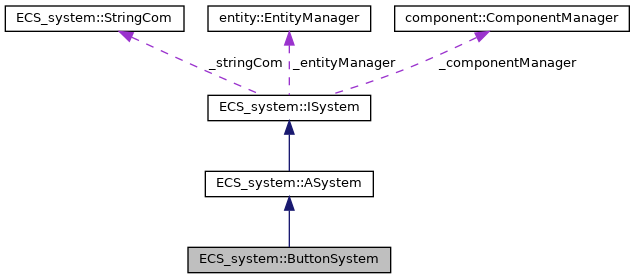 ECS_system::StringCom
entity::EntityManager
component::ComponentManager
_stringCom
_entityManager
_componentManager
ECS_system::ISystem
ECS_system::ASystem
ECS_system::ButtonSystem